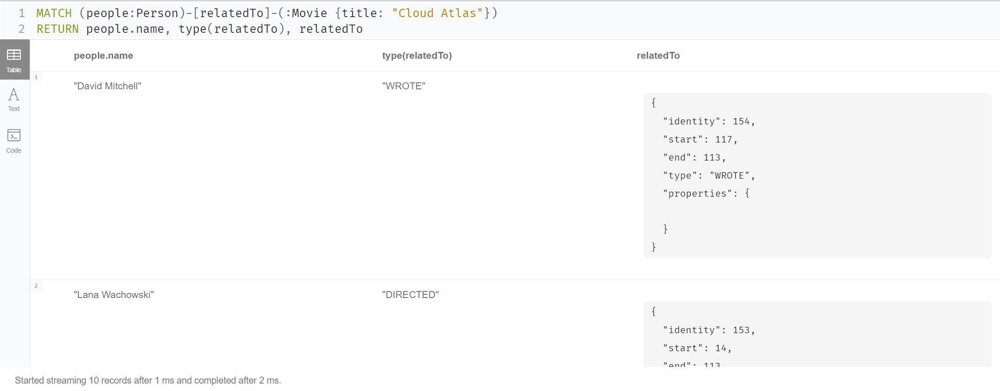 1 MATCH (people:Person)-[relatedTo]-(:Movie {title: "Cloud Atlas"})
2 RETURN people.name, type(relatedTo), relatedTo
Table
Text
Code
people.name type(relatedTo) relatedTo
1
"David Mitchell" "WROTE"
{
"identity": 154,
"start": 117,
"end": 113,
"type": "WROTE",
"properties": {
}
}
2
"Lana Wachowski" "DIRECTED"
{
"identity": 153,
"start": 14,
"end": 113
Started streaming 10 records after 1 ms and completed after 2 ms.